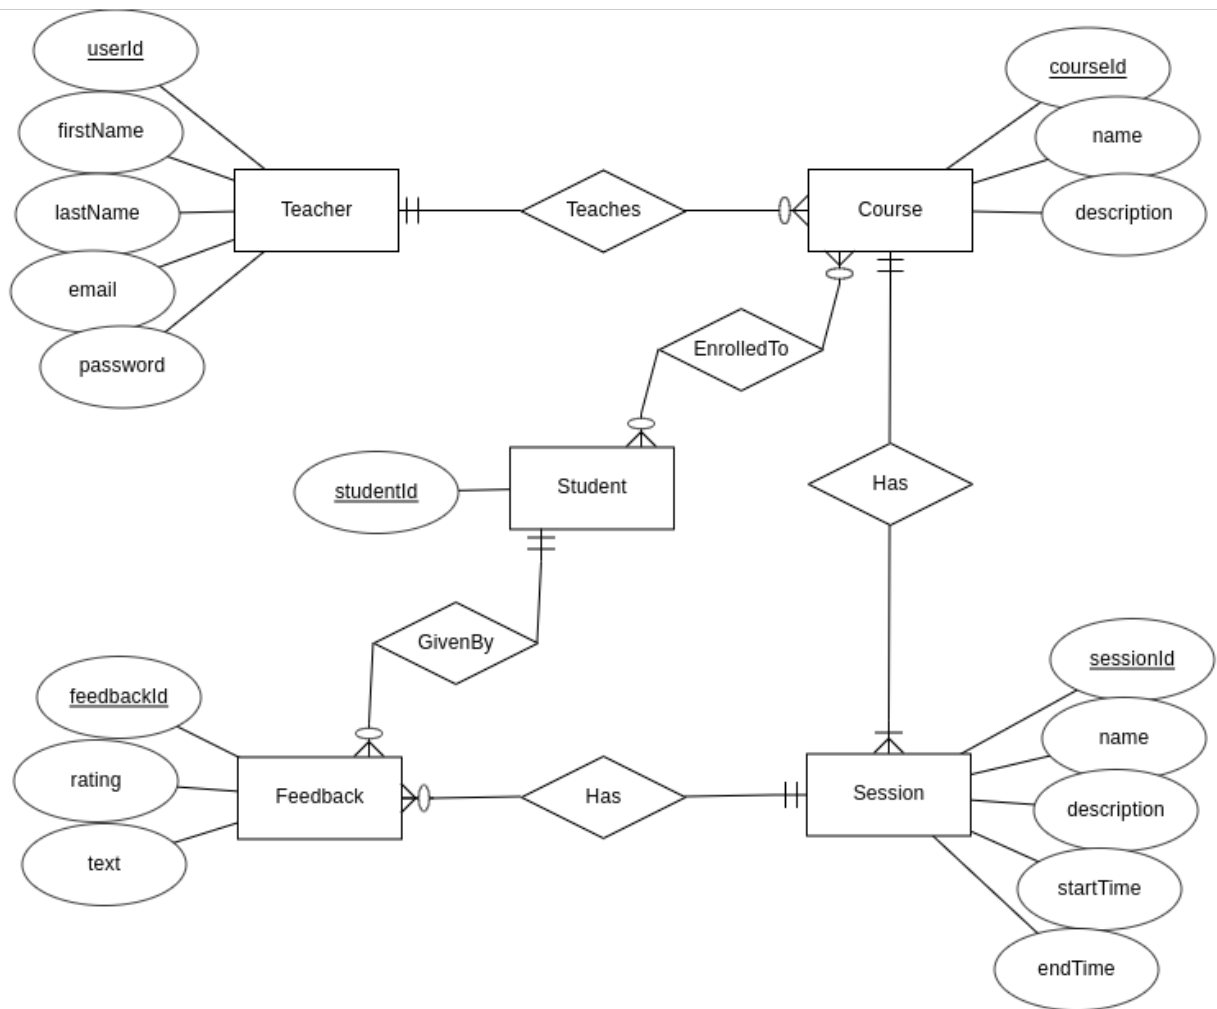 userId
firstName
lastName
email
password
Teacher
Teaches
Course
courseId
name
description
EnrolledTo
studentId
Student
Has
GivenBy
feedbackId
rating
text
Feedback
Has
Session
sessionId
name
description
startTime
endTime